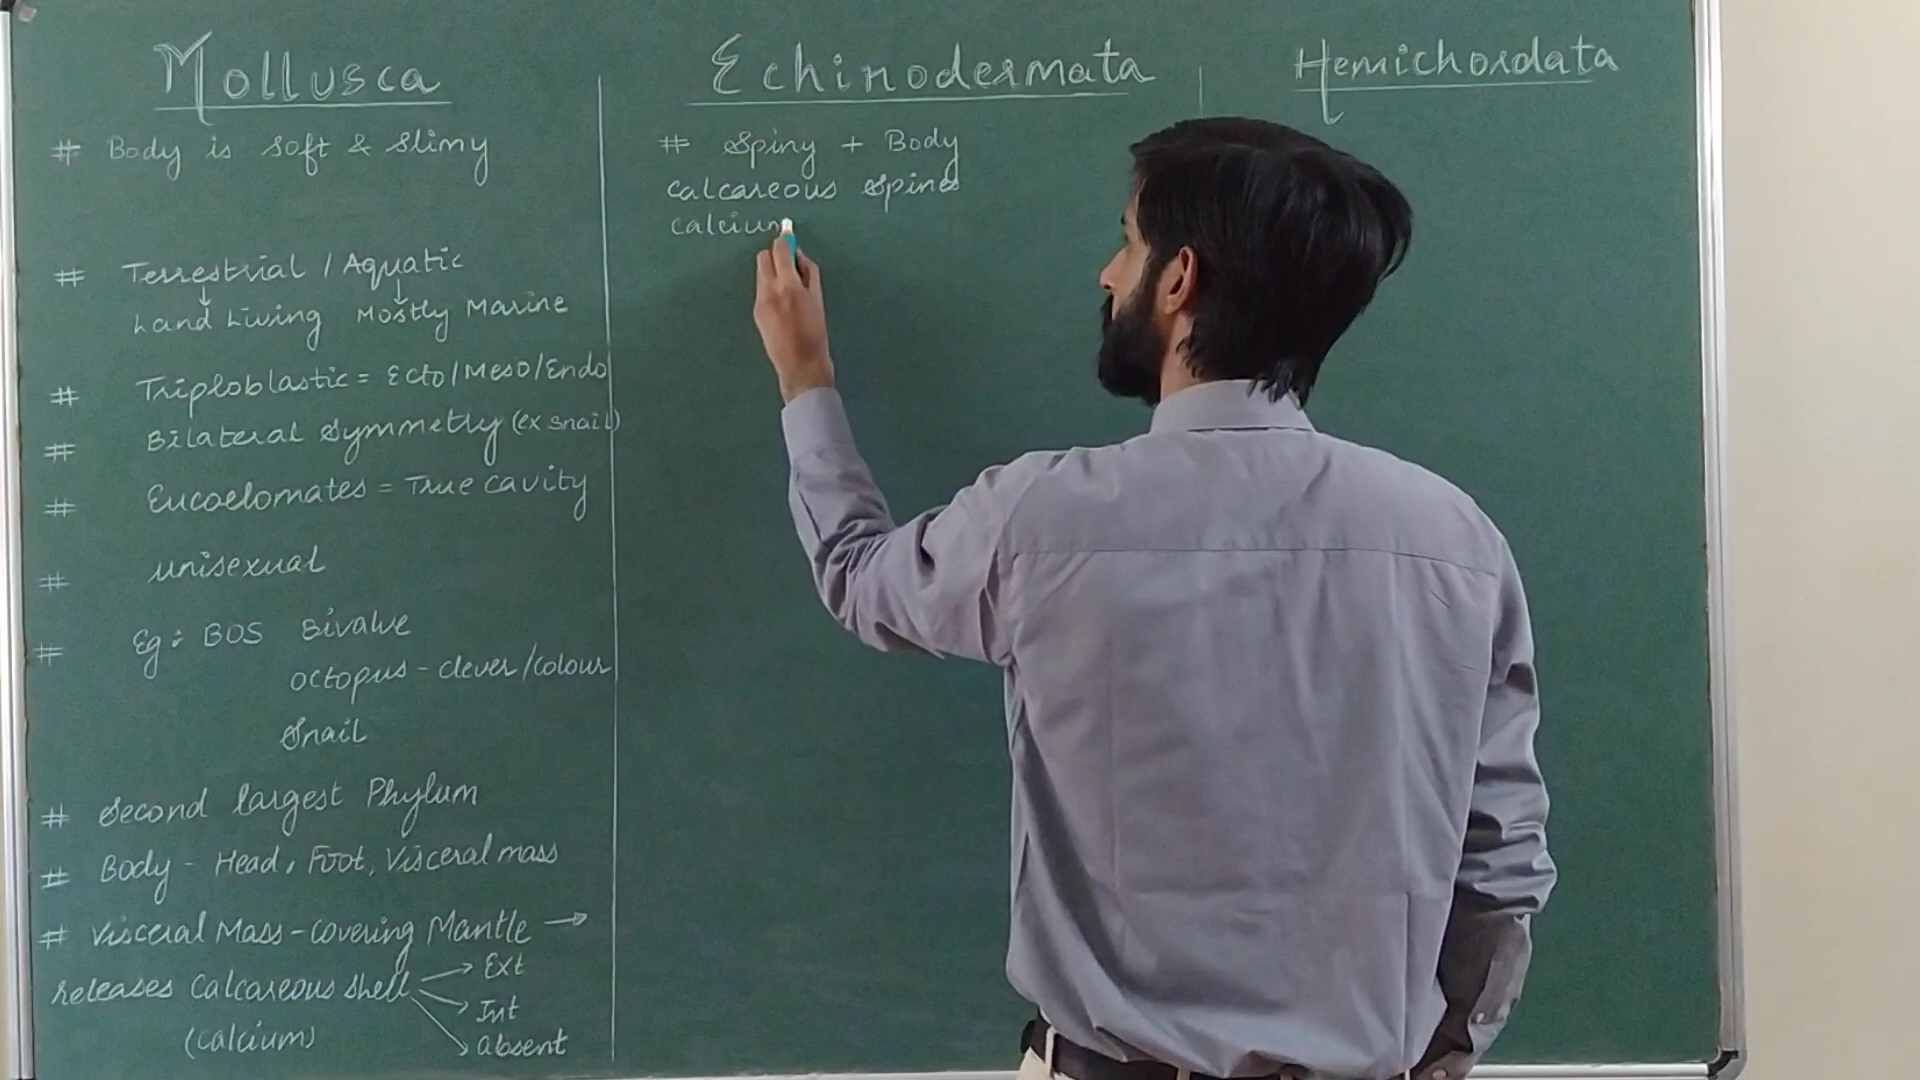 Mollusca
# Body is soft & slimy
# Terrestrial / Aquatic
↓ ↓
Land Living Mostly Marine
# Triploblastic = Ecto/Meso/Endo
# Bilateral Symmetry (ex snail)
# Eucoelomates = True cavity
# unisexual
# Eg: BOS Bivalve
octopus - clever/colour
Snail
# Second largest Phylum
# Body - Head, Foot, Visceral mass
# Visceral Mass - covering Mantle →
releases Calcareous shell → Ext
→ Int
(calcium) → absent
Echinodermata
# Spiny + Body
calcareous spines
calcium
Hemichordata